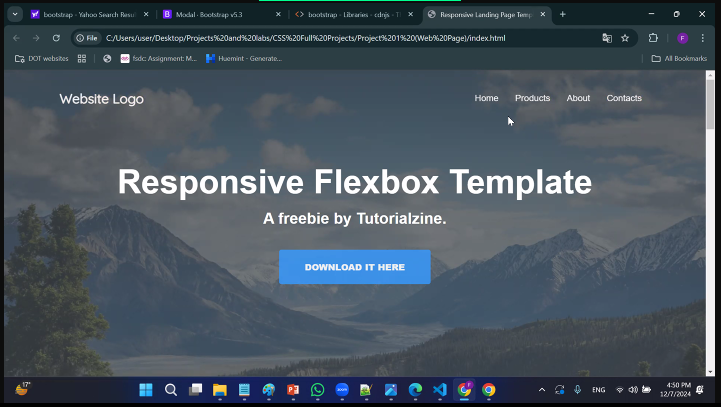 bootstrap - Yahoo Search Resul
Modal · Bootstrap v5.3
bootstrap - Libraries - cdnjs - T
Responsive Landing Page Temp
File
C:/Users/user/Desktop/Projects%20and%20labs/CSS%20Full%20Projects/Project%201%20(Web%20Page)/index.html
F
DOT websites
fsdc: Assignment: M...
Huemint - Generate...
All Bookmarks
Website Logo
Home
Products
About
Contacts
Responsive Flexbox Template
A freebie by Tutorialzine.
DOWNLOAD IT HERE
17°
zoom
ENG
4:50 PM
12/7/2024